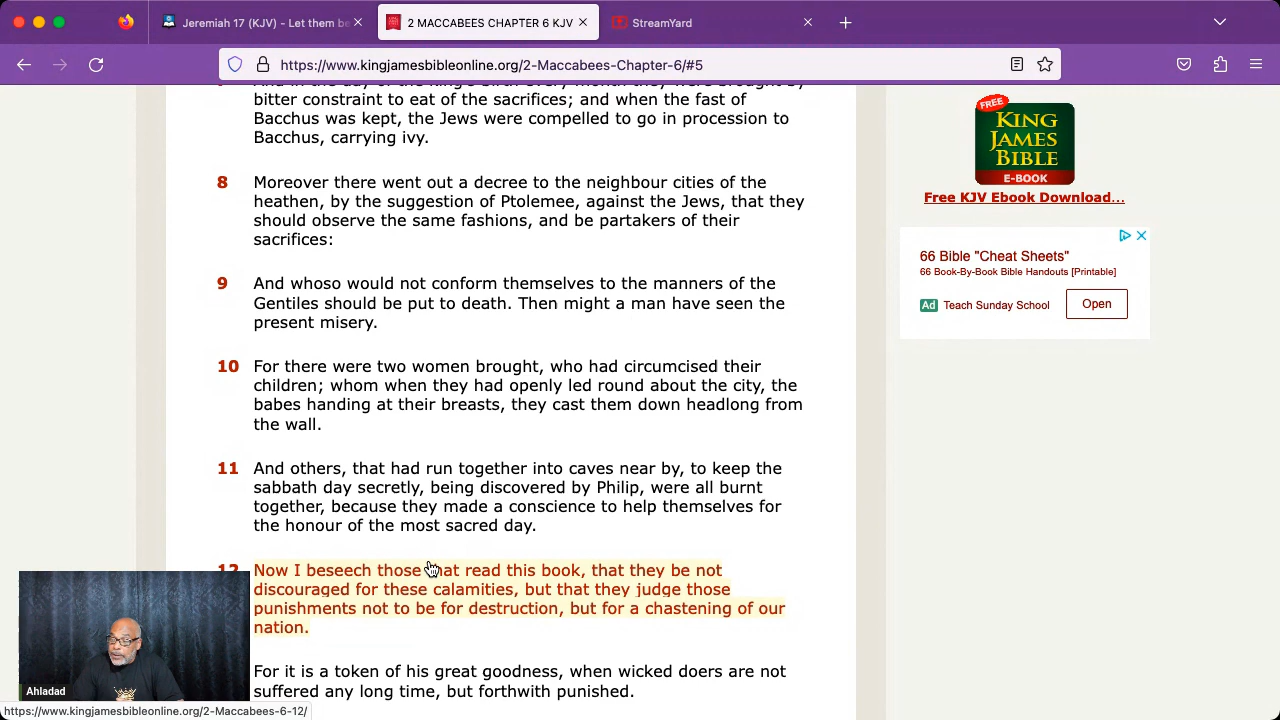 Jeremiah 17 (KJV) - Let them be
2 MACCABEES CHAPTER 6 KJV
StreamYard
https://www.kingjamesbibleonline.org/2-Maccabees-Chapter-6/#5
bitter constraint to eat of the sacrifices; and when the fast of
Bacchus was kept, the Jews were compelled to go in procession to
Bacchus, carrying ivy.
8 Moreover there went out a decree to the neighbour cities of the
heathen, by the suggestion of Ptolemee, against the Jews, that they
should observe the same fashions, and be partakers of their
sacrifices:
9 And whoso would not conform themselves to the manners of the
Gentiles should be put to death. Then might a man have seen the
present misery.
10 For there were two women brought, who had circumcised their
children; whom when they had openly led round about the city, the
babes handing at their breasts, they cast them down headlong from
the wall.
11 And others, that had run together into caves near by, to keep the
sabbath day secretly, being discovered by Philip, were all burnt
together, because they made a conscience to help themselves for
the honour of the most sacred day.
12 Now I beseech those that read this book, that they be not
discouraged for these calamities, but that they judge those
punishments not to be for destruction, but for a chastening of our
nation.
For it is a token of his great goodness, when wicked doers are not
suffered any long time, but forthwith punished.
FREE
KING
JAMES
BIBLE
E-BOOK
Free KJV Ebook Download...
66 Bible "Cheat Sheets"
66 Book-By-Book Bible Handouts [Printable]
Ad Teach Sunday School
Open
Ahladad
https://www.kingjamesbibleonline.org/2-Maccabees-6-12/